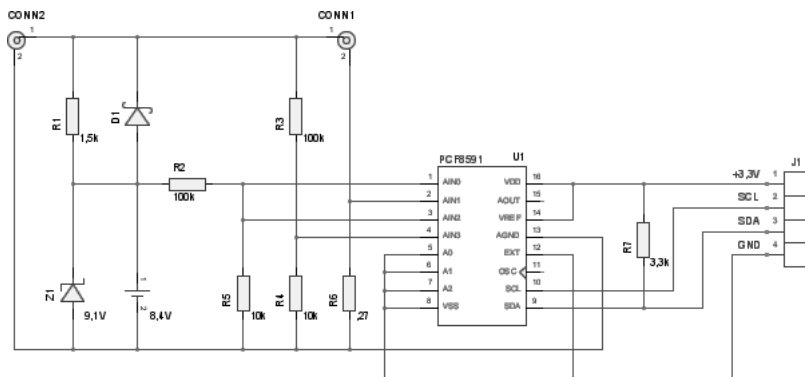 CONN2
CONN1
1
1
2
2
R1
1,5k
D1
R3
100k
R2
100k
PCF8591
U1
J1
1 AIN0 VDD 16 +3,3V 1
2 AIN1 AOUT 15 SCL 2
3 AIN2 VREF 14 SDA 3
4 AIN3 AGND 13 GND 4
5 A0 EXT 12
6 A1 OSC 11
7 A2 SCL 10
8 VSS SDA 9
R7
3,3k
Z1
9,1V
1
2
8,4V
R5
10k
R4
10k
R6
,27